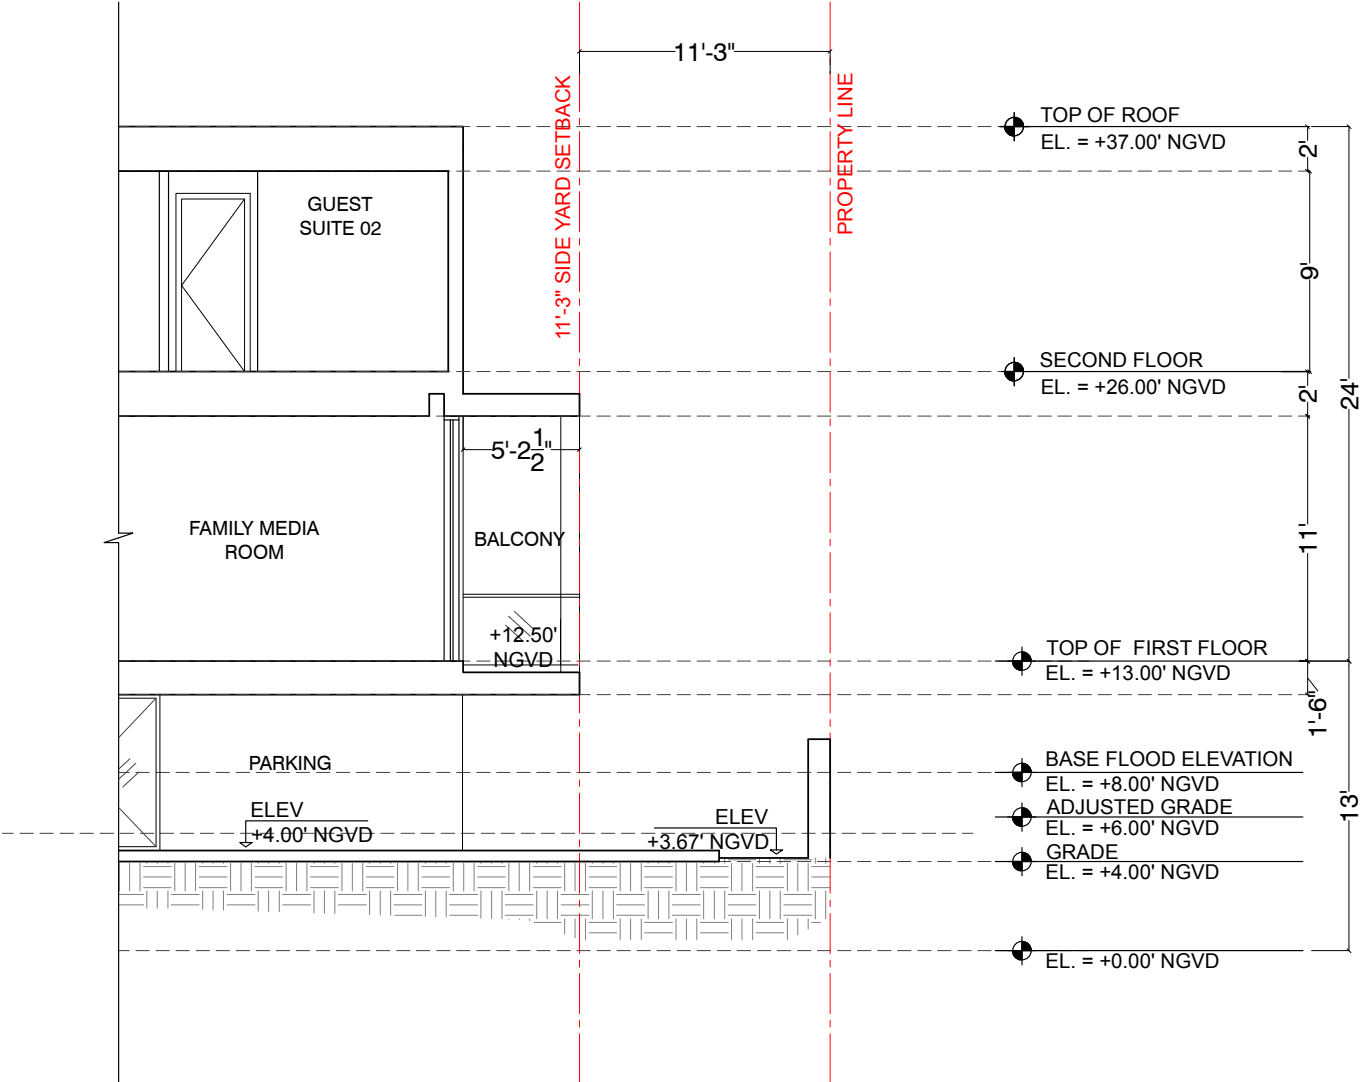 11'-3"
11'-3" SIDE YARD SETBACK
PROPERTY LINE
TOP OF ROOF
EL. = +37.00' NGVD
2'
GUEST
SUITE 02
9'
SECOND FLOOR
EL. = +26.00' NGVD
2'
24'
5'-2 1/2"
FAMILY MEDIA
ROOM
BALCONY
11'
+12.50'
NGVD
TOP OF FIRST FLOOR
EL. = +13.00' NGVD
1'-6"
PARKING
BASE FLOOD ELEVATION
EL. = +8.00' NGVD
13'
ELEV
+4.00' NGVD
ELEV
+3.67' NGVD
ADJUSTED GRADE
EL. = +6.00' NGVD
GRADE
EL. = +4.00' NGVD
EL. = +0.00' NGVD